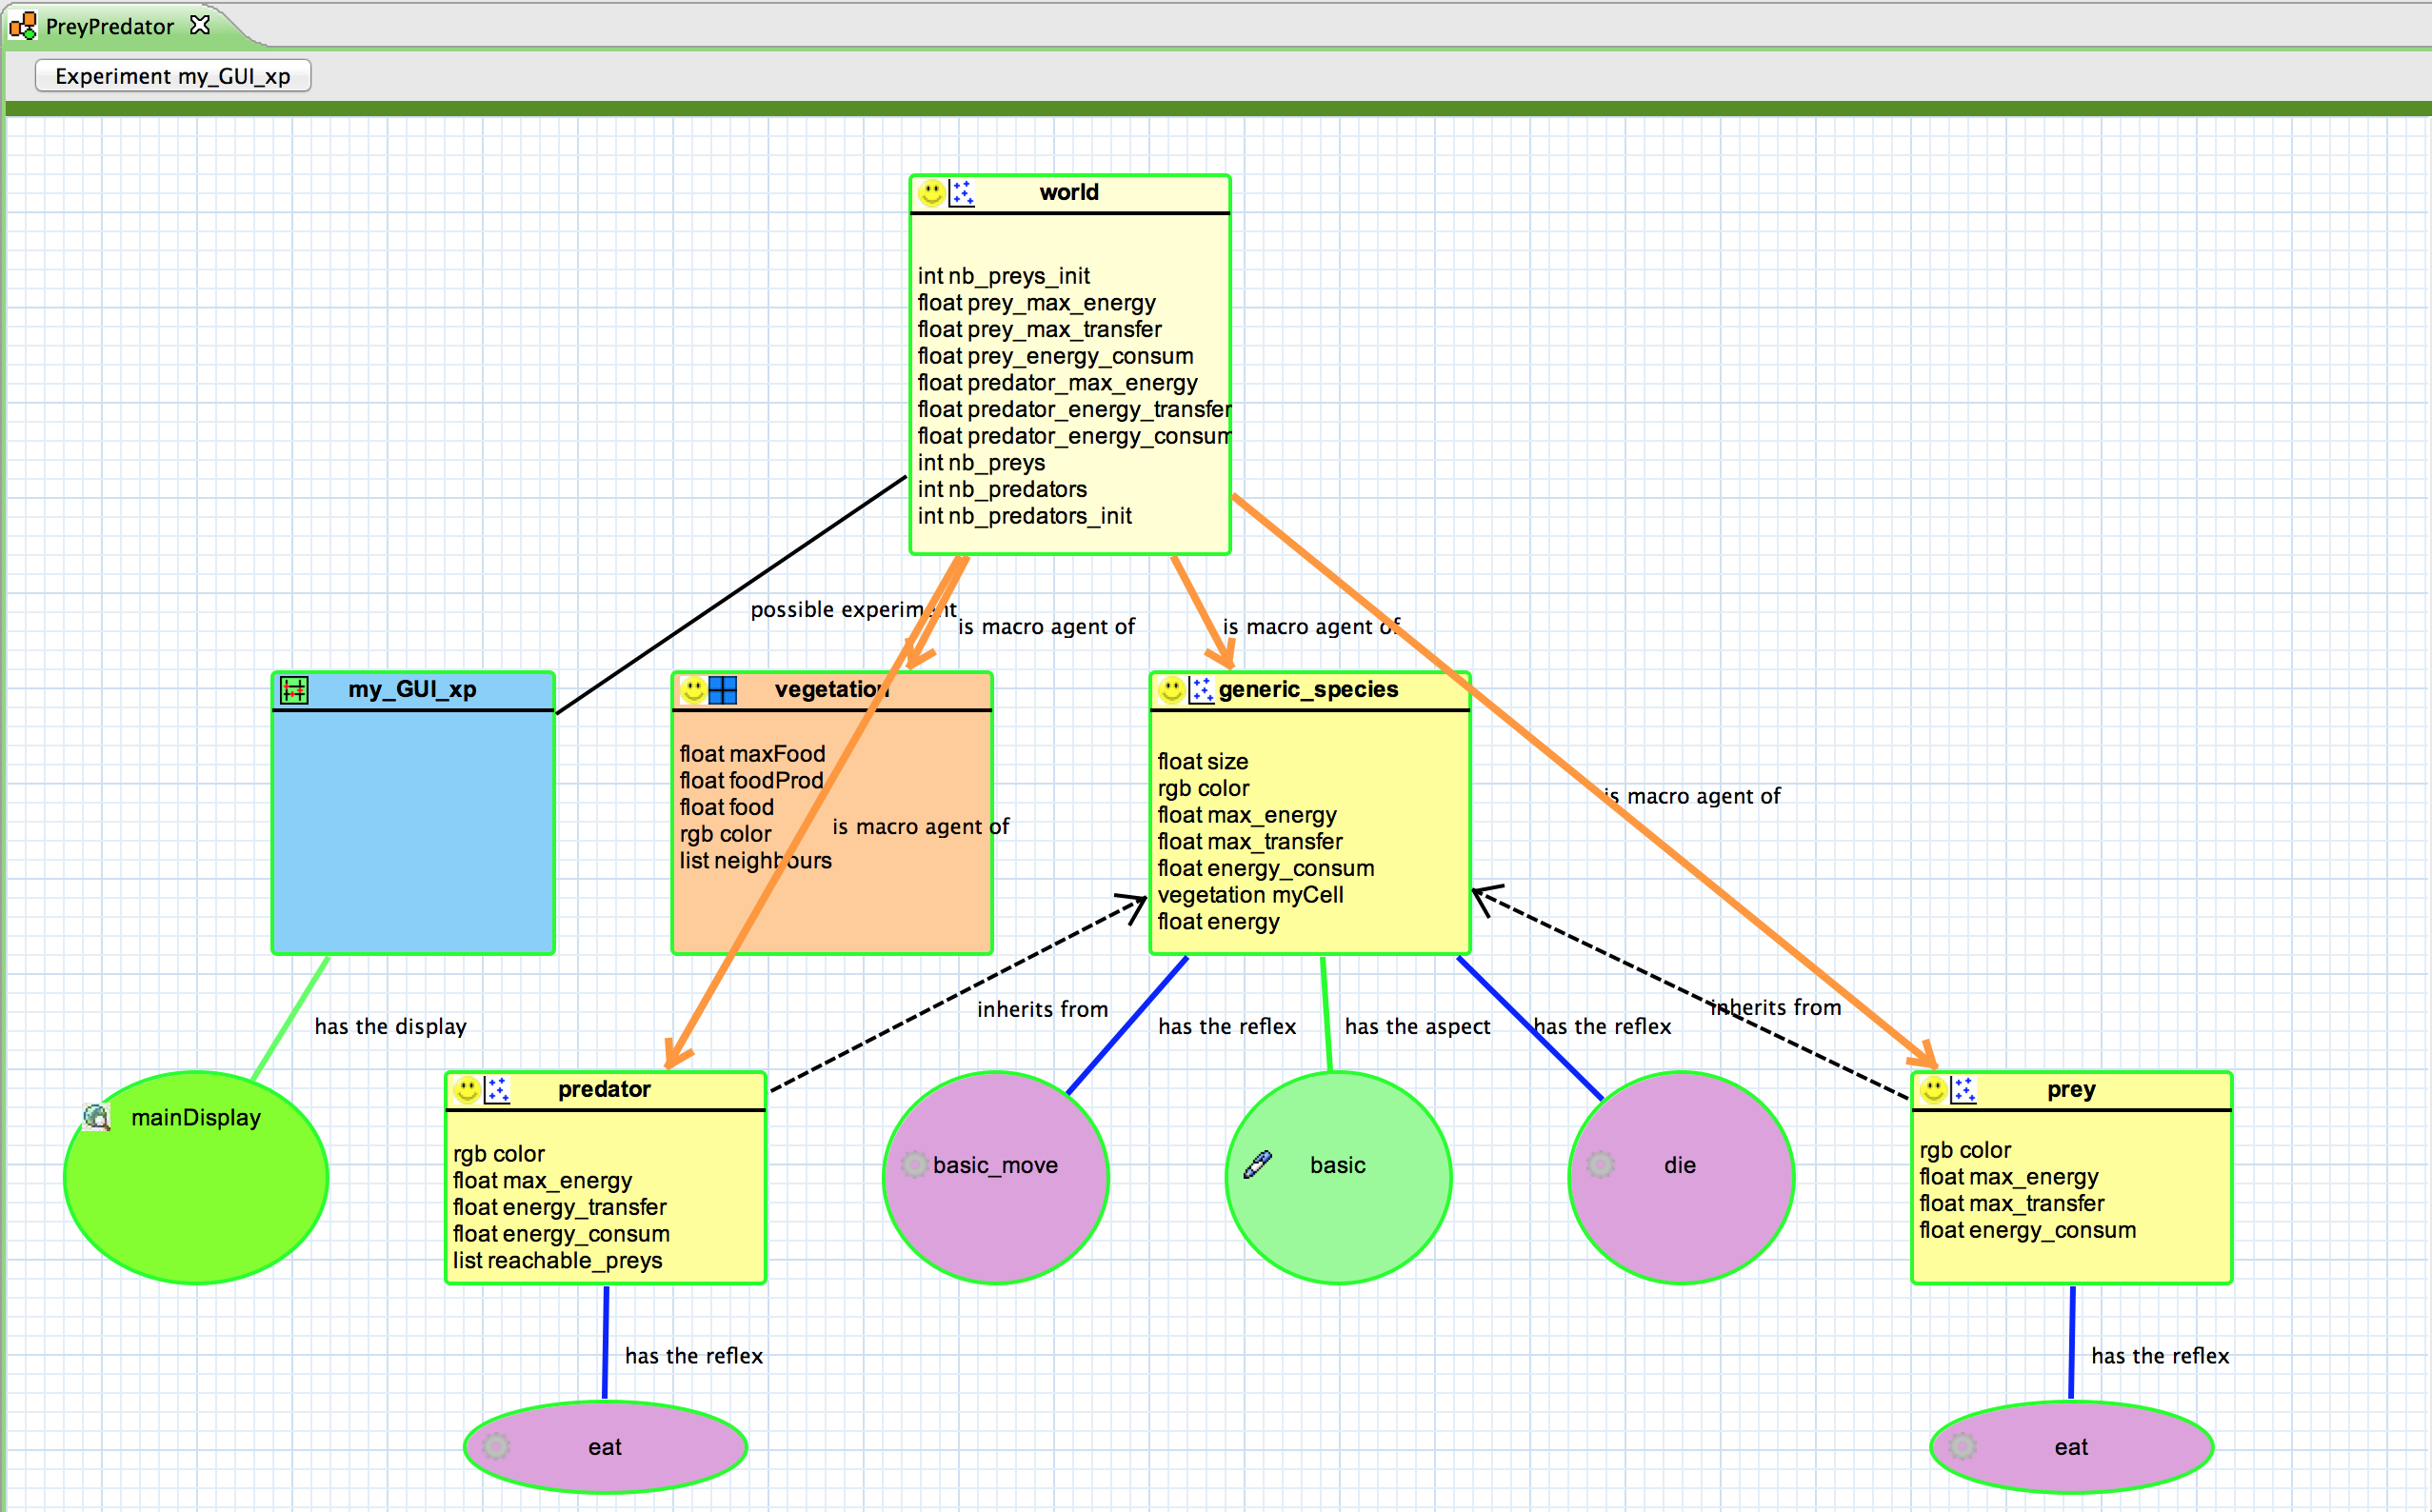 PreyPredator
Experiment my_GUI_xp
world
int nb_preys_init
float prey_max_energy
float prey_max_transfer
float prey_energy_consum
float predator_max_energy
float predator_energy_transfer
float predator_energy_consum
int nb_preys
int nb_predators
int nb_predators_init
possible experiment
is macro agent of
is macro agent of
my_GUI_xp
vegetation
float maxFood
float foodProd
float food
rgb color
list neighbours
is macro agent of
generic_species
float size
rgb color
float max_energy
float max_transfer
float energy_consum
vegetation myCell
float energy
is macro agent of
has the display
inherits from
has the reflex
has the aspect
has the reflex
inherits from
mainDisplay
predator
rgb color
float max_energy
float energy_transfer
float energy_consum
list reachable_preys
basic_move
basic
die
prey
rgb color
float max_energy
float max_transfer
float energy_consum
has the reflex
has the reflex
eat
eat